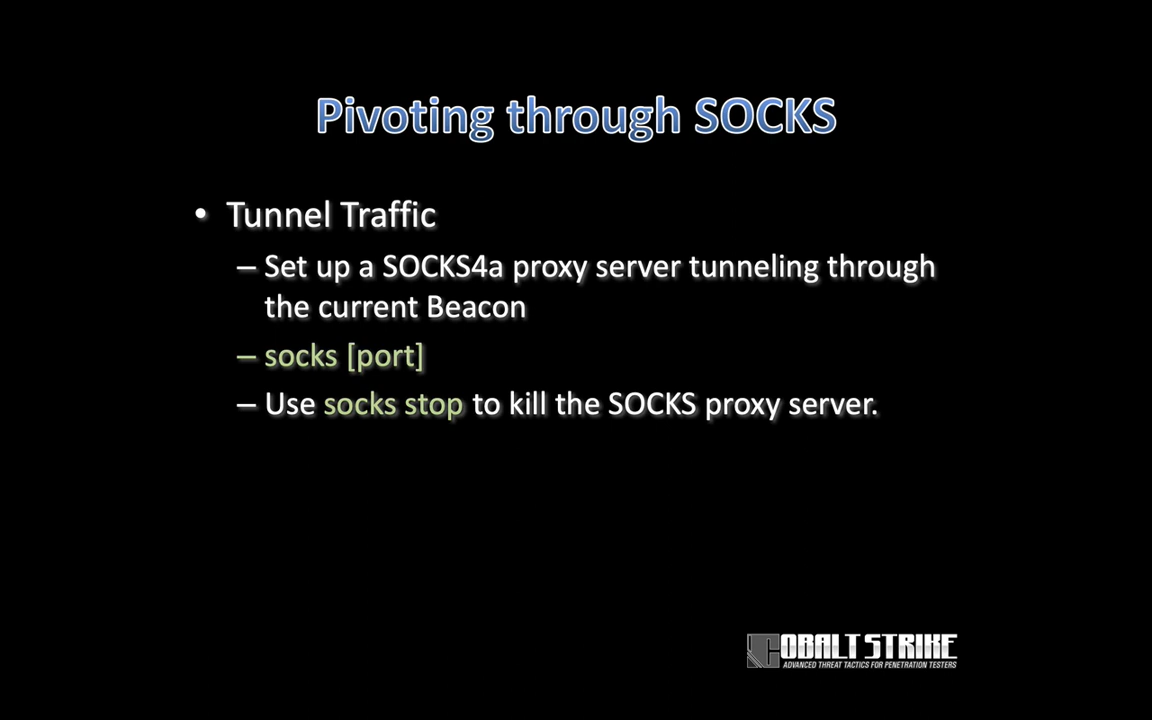 Pivoting through SOCKS
• Tunnel Traffic
– Set up a SOCKS4a proxy server tunneling through
the current Beacon
– socks [port]
– Use socks stop to kill the SOCKS proxy server.
COBALT STRIKE
ADVANCED THREAT TACTICS FOR PENETRATION TESTERS